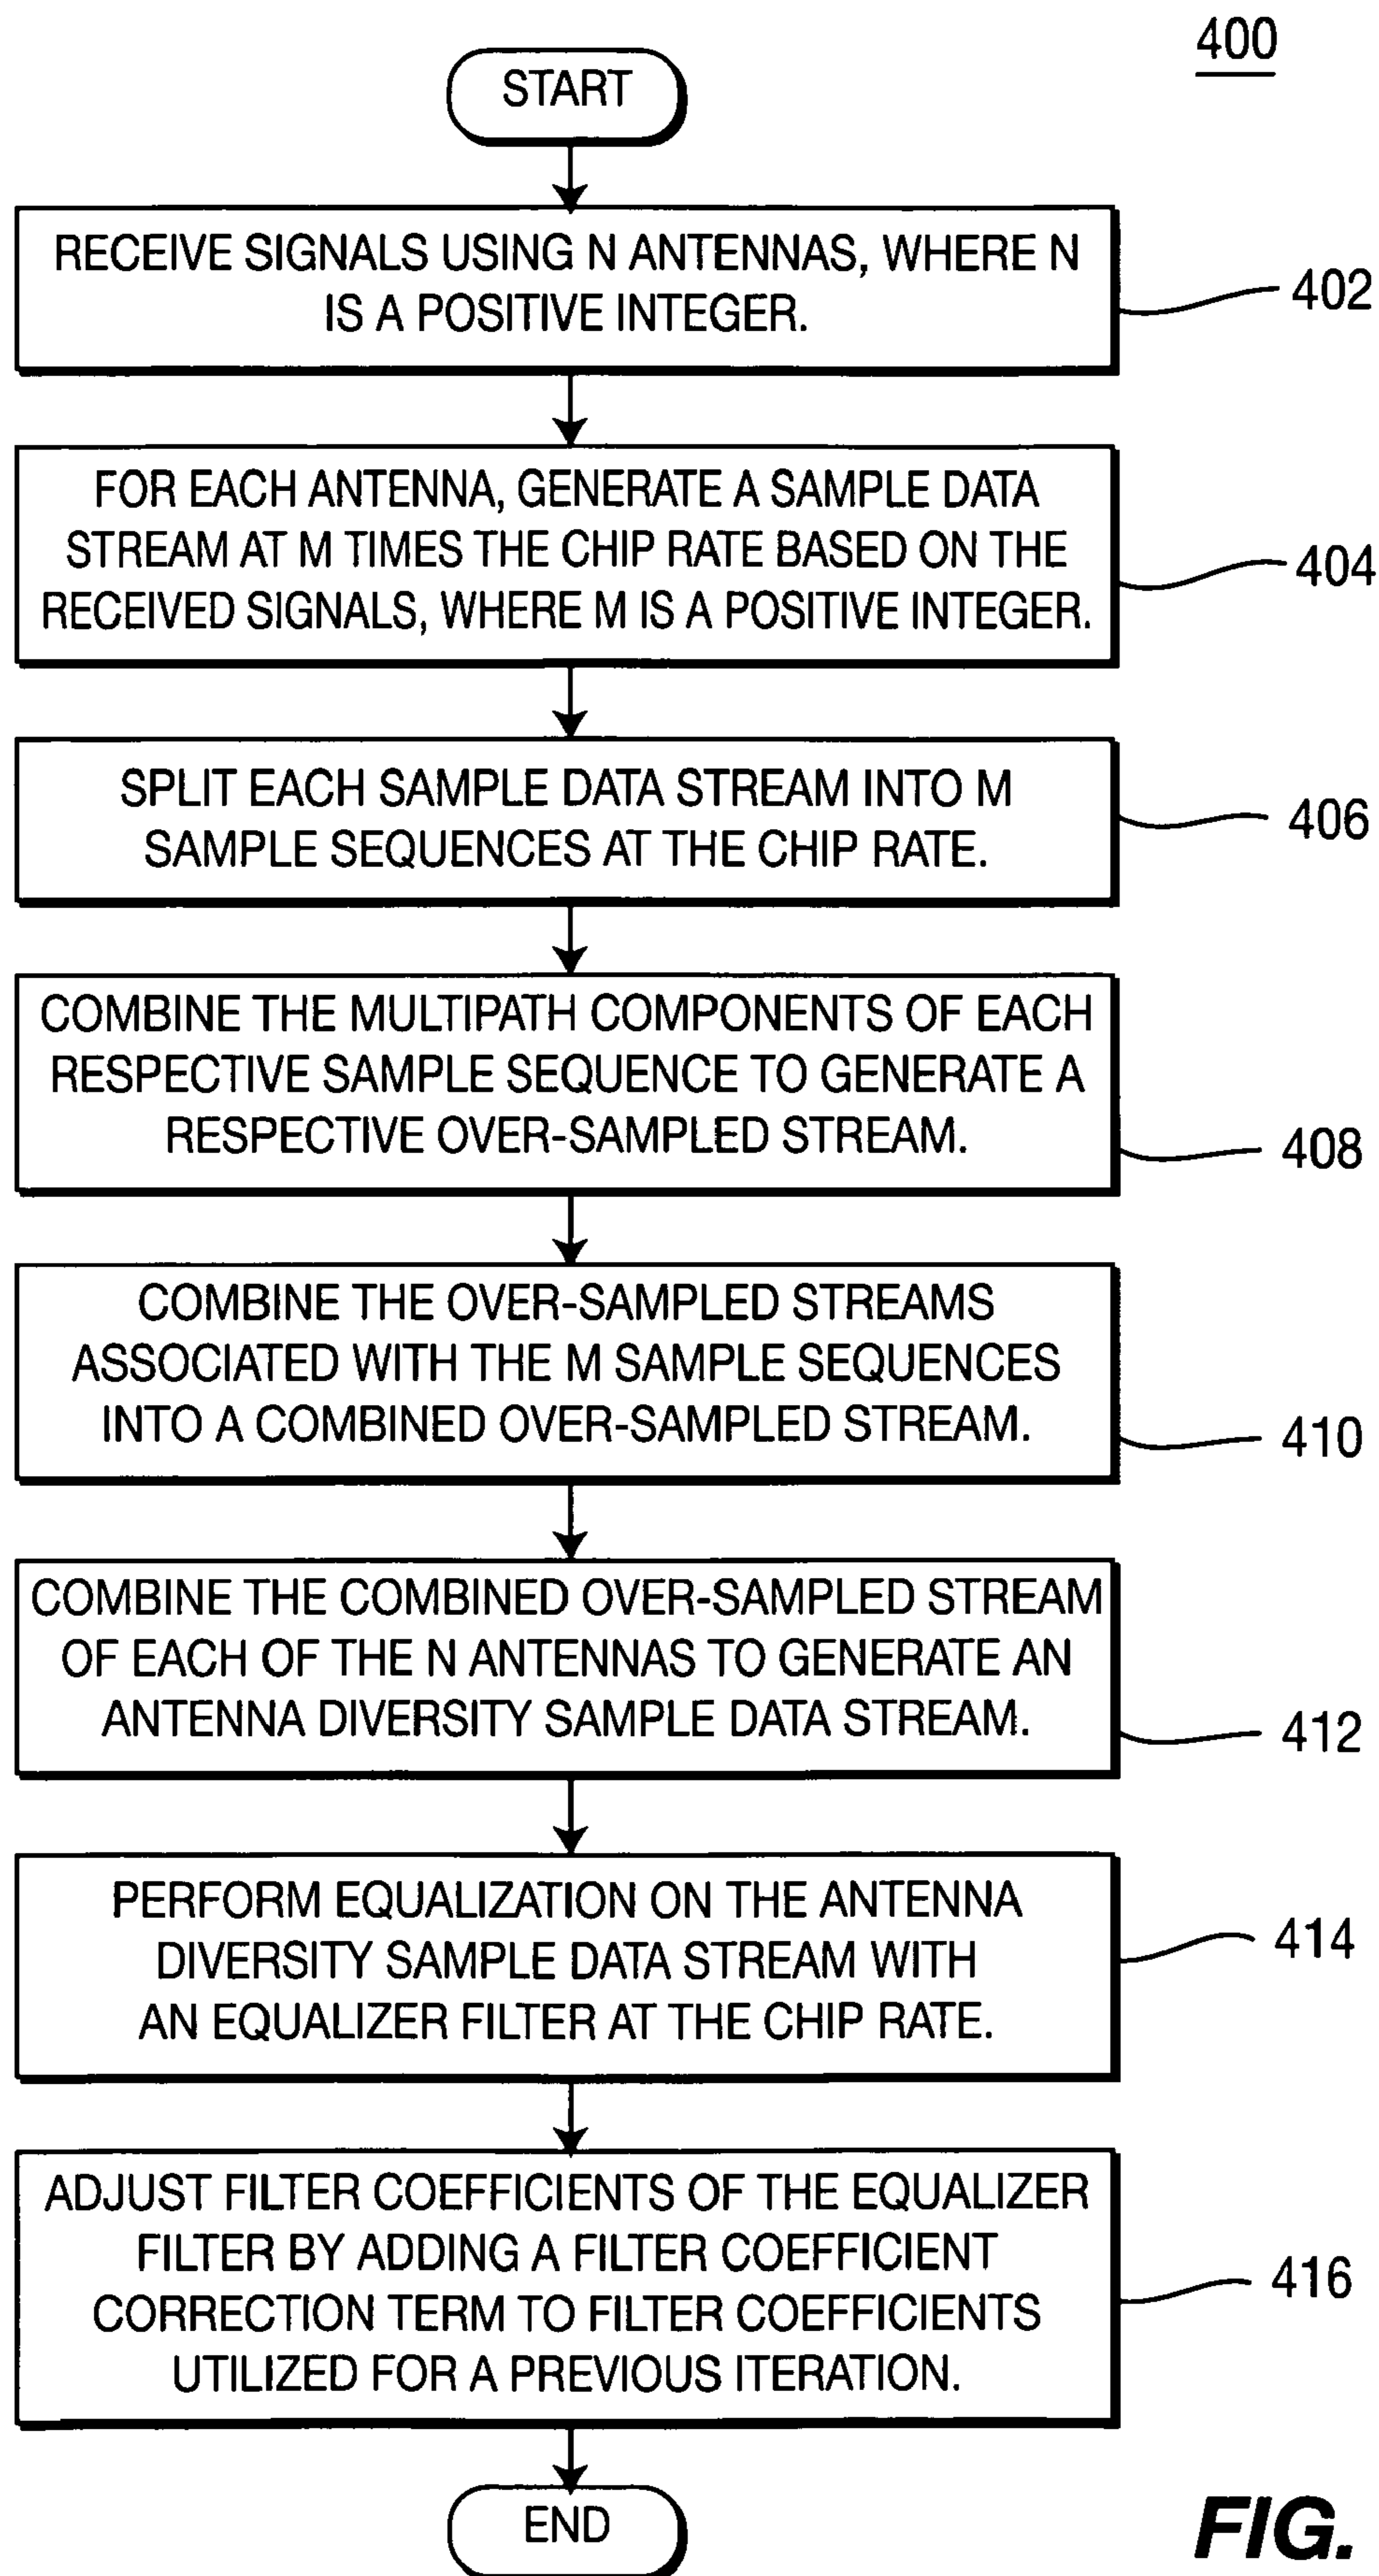 400
START
RECEIVE SIGNALS USING N ANTENNAS, WHERE N
IS A POSITIVE INTEGER.
402
FOR EACH ANTENNA, GENERATE A SAMPLE DATA
STREAM AT M TIMES THE CHIP RATE BASED ON THE
RECEIVED SIGNALS, WHERE M IS A POSITIVE INTEGER.
404
SPLIT EACH SAMPLE DATA STREAM INTO M
SAMPLE SEQUENCES AT THE CHIP RATE.
406
COMBINE THE MULTIPATH COMPONENTS OF EACH
RESPECTIVE SAMPLE SEQUENCE TO GENERATE A
RESPECTIVE OVER-SAMPLED STREAM.
408
COMBINE THE OVER-SAMPLED STREAMS
ASSOCIATED WITH THE M SAMPLE SEQUENCES
INTO A COMBINED OVER-SAMPLED STREAM.
410
COMBINE THE COMBINED OVER-SAMPLED STREAM
OF EACH OF THE N ANTENNAS TO GENERATE AN
ANTENNA DIVERSITY SAMPLE DATA STREAM.
412
PERFORM EQUALIZATION ON THE ANTENNA
DIVERSITY SAMPLE DATA STREAM WITH
AN EQUALIZER FILTER AT THE CHIP RATE.
414
ADJUST FILTER COEFFICIENTS OF THE EQUALIZER
FILTER BY ADDING A FILTER COEFFICIENT
CORRECTION TERM TO FILTER COEFFICIENTS
UTILIZED FOR A PREVIOUS ITERATION.
416
END
FIG.